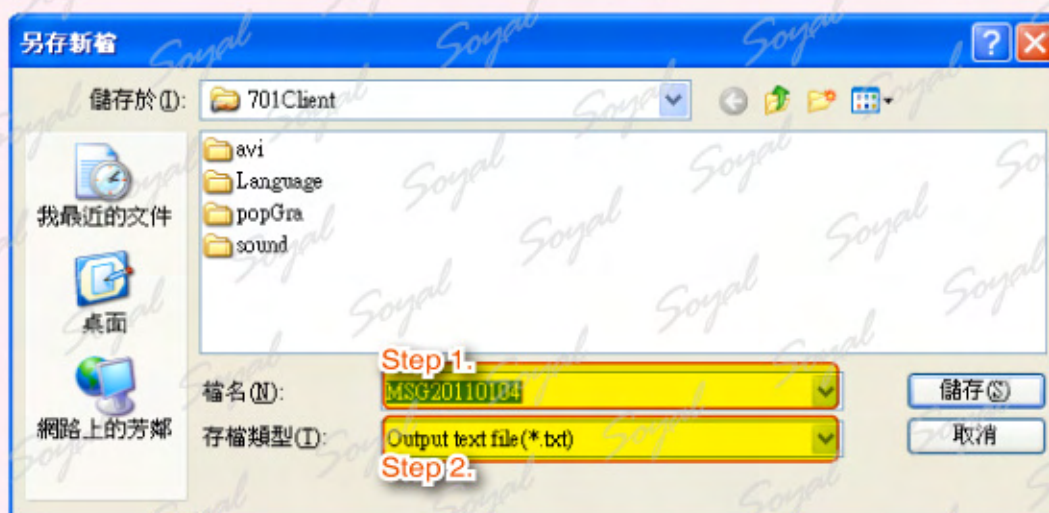 另存新檔
儲存於(I): 701Client
avi
Language
popGra
sound
我最近的文件
桌面
網路上的芳鄰
Step 1.
檔名(N): MSG20110104 儲存(S)
存檔類型(T): Output text file(*.txt) 取消
Step 2.
Soyal